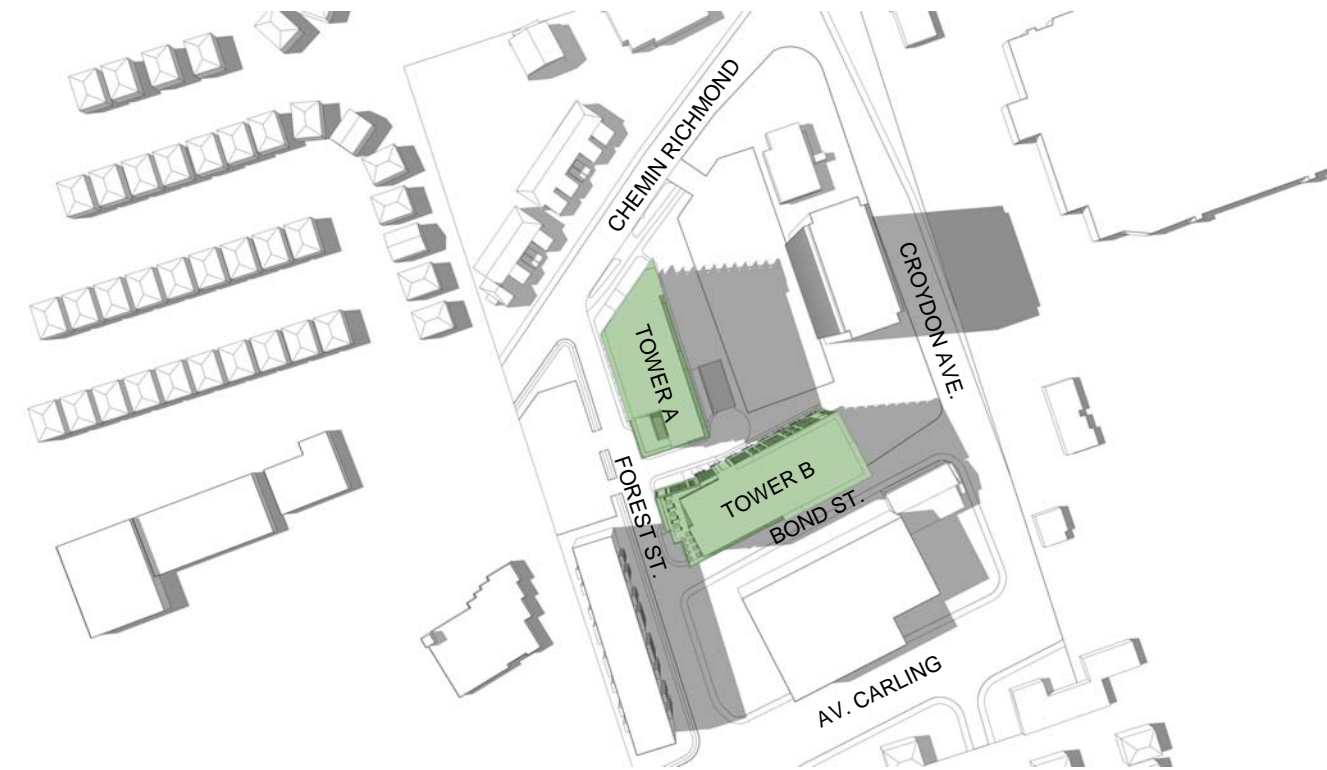 CHEMIN RICHMOND
CROYDON AVE.
TOWER A
TOWER B
FOREST ST.
BOND ST.
AV. CARLING